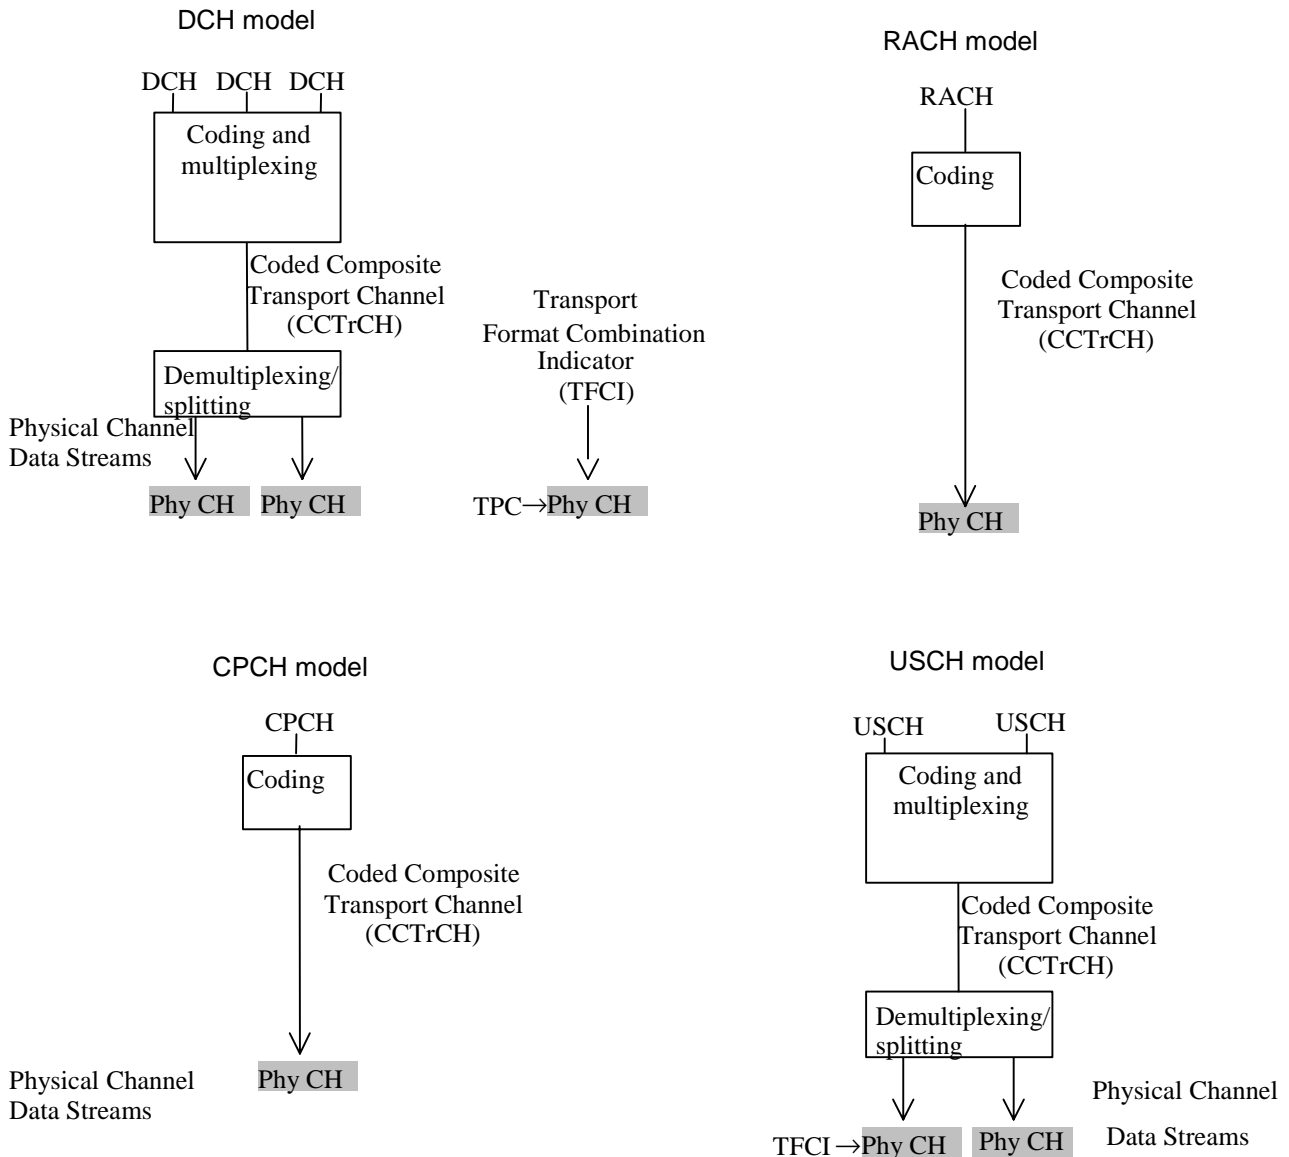 DCH model
DCH DCH DCH
Coding and
multiplexing
Coded Composite
Transport Channel
(CCTrCH)
Demultiplexing/
splitting
Physical Channel
Data Streams
Phy CH Phy CH
Transport
Format Combination
Indicator
(TFCI)
TPC→Phy CH
RACH model
RACH
Coding
Coded Composite
Transport Channel
(CCTrCH)
Phy CH
CPCH model
CPCH
Coding
Coded Composite
Transport Channel
(CCTrCH)
Physical Channel
Data Streams
Phy CH
USCH model
USCH USCH
Coding and
multiplexing
Coded Composite
Transport Channel
(CCTrCH)
Demultiplexing/
splitting
Physical Channel
Data Streams
TFCI→Phy CH Phy CH